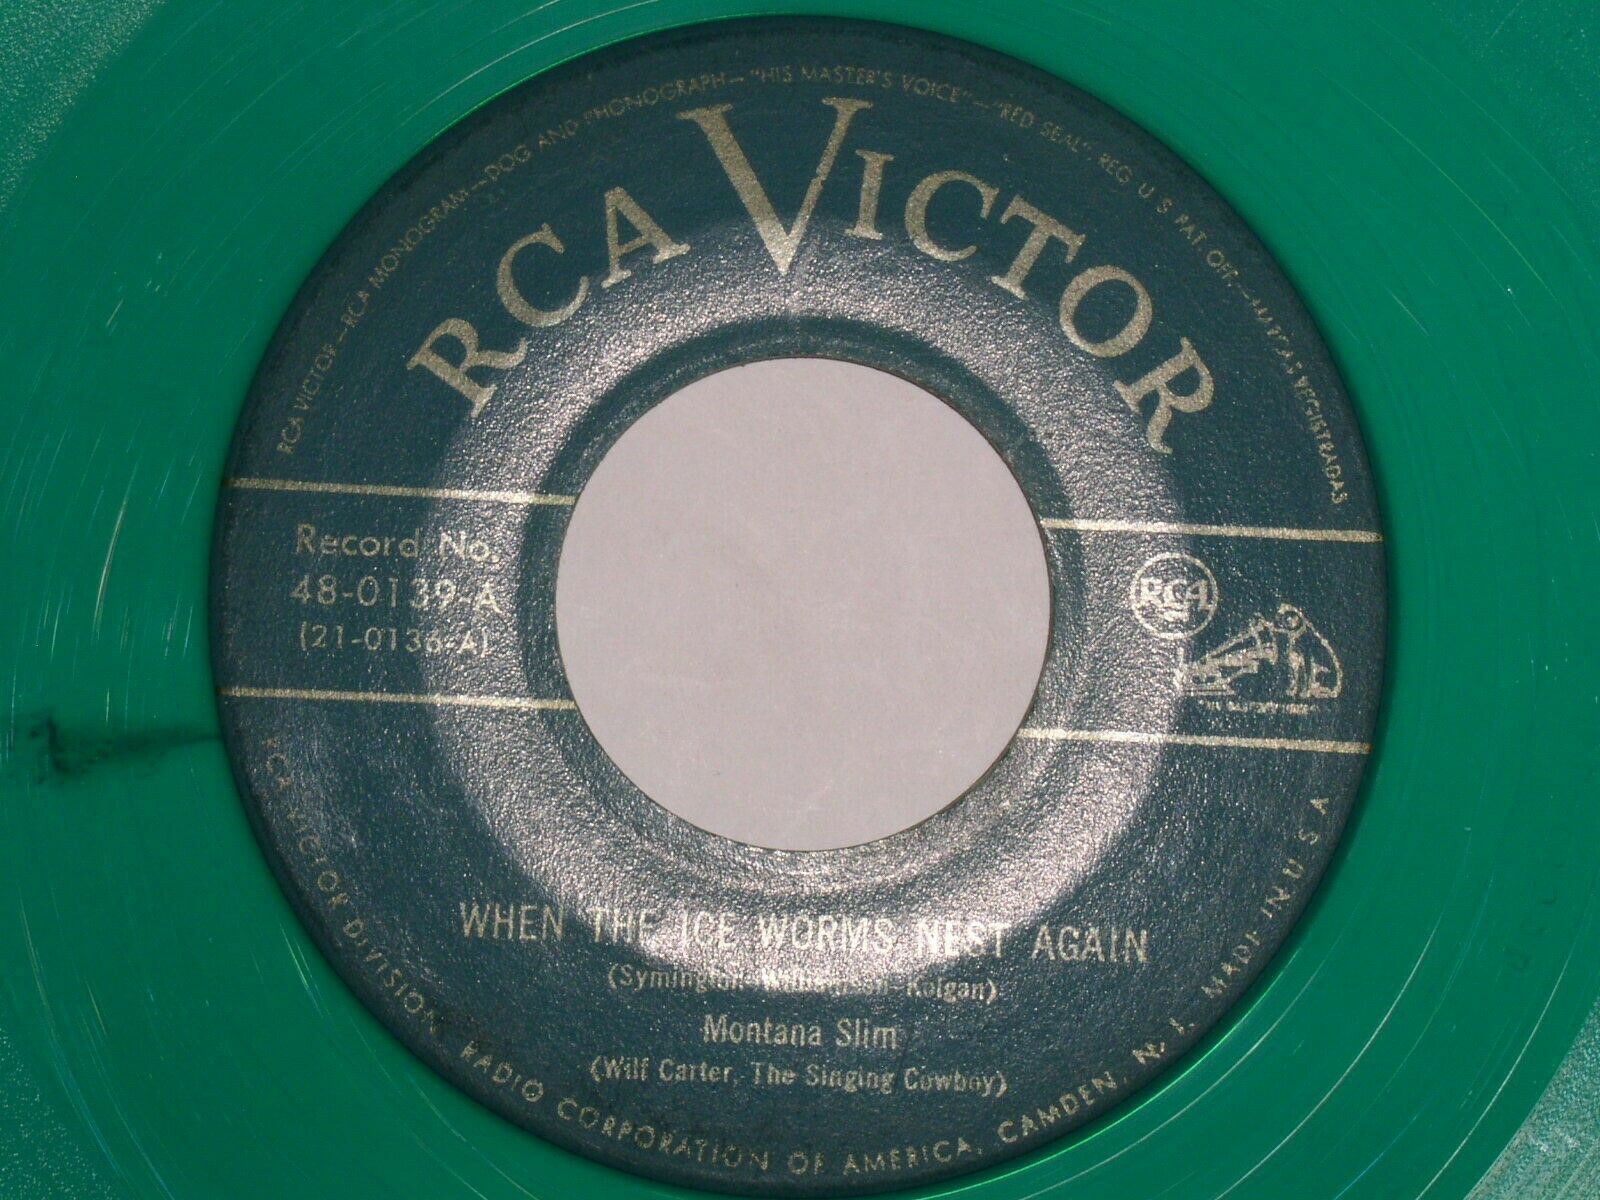 RCA VICTOR—RCA MONOGRAM—DOG AND PHONOGRAPH—"HIS MASTER'S VOICE"—"RED SEAL", REG U S PAT OFF—MARCAS REGISTRADAS
RCA VICTOR
Record No.
48-0139-A
(21-0136-A)
RCA
WHEN THE ICE WORMS NEST AGAIN
(Symington
Montana Slim
(Wilf Carter, The Singing Cowboy)
RCA VICTOR DIVISION, RADIO CORPORATION OF AMERICA, CAMDEN, N. J. MADE IN U S A